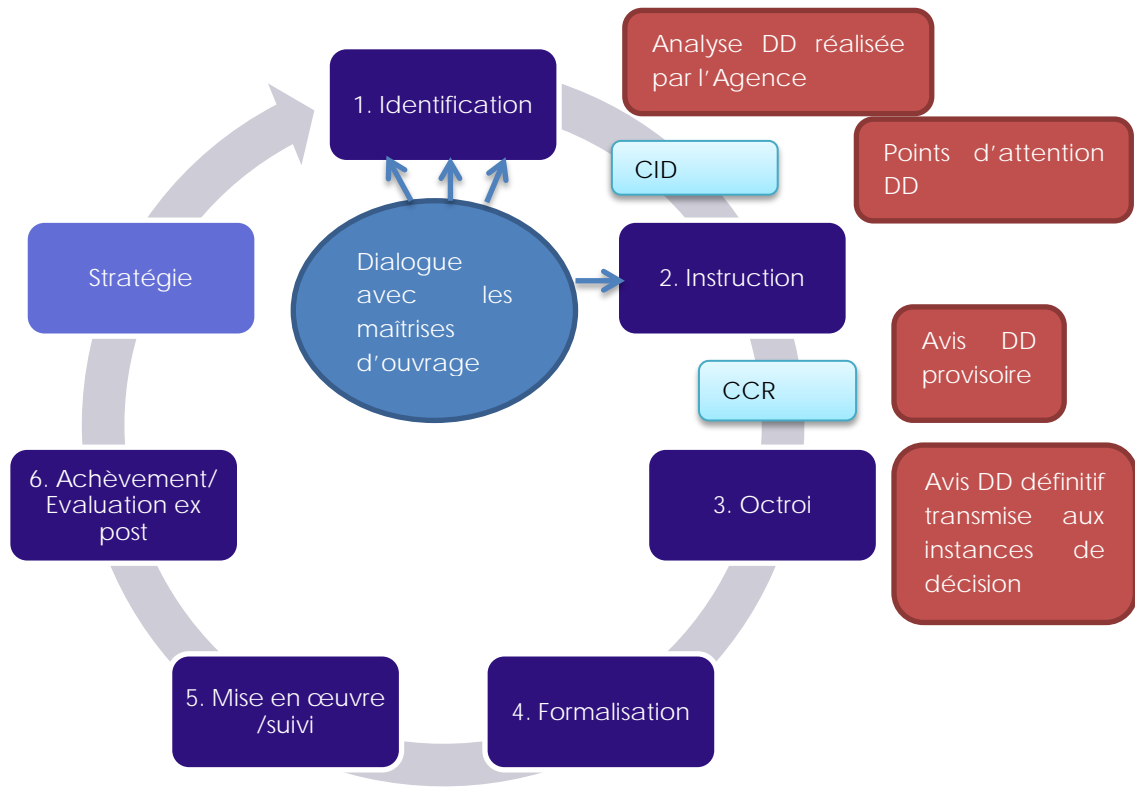 Analyse DD réalisée
par l’Agence
1. Identification
Points d’attention
DD
CID
Dialogue
avec les
maîtrises
d’ouvrage
Stratégie
2. Instruction
Avis DD
provisoire
CCR
6. Achèvement/
Evaluation ex
post
3. Octroi
Avis DD définitif
transmise aux
instances de
décision
5. Mise en œuvre
/suivi
4. Formalisation